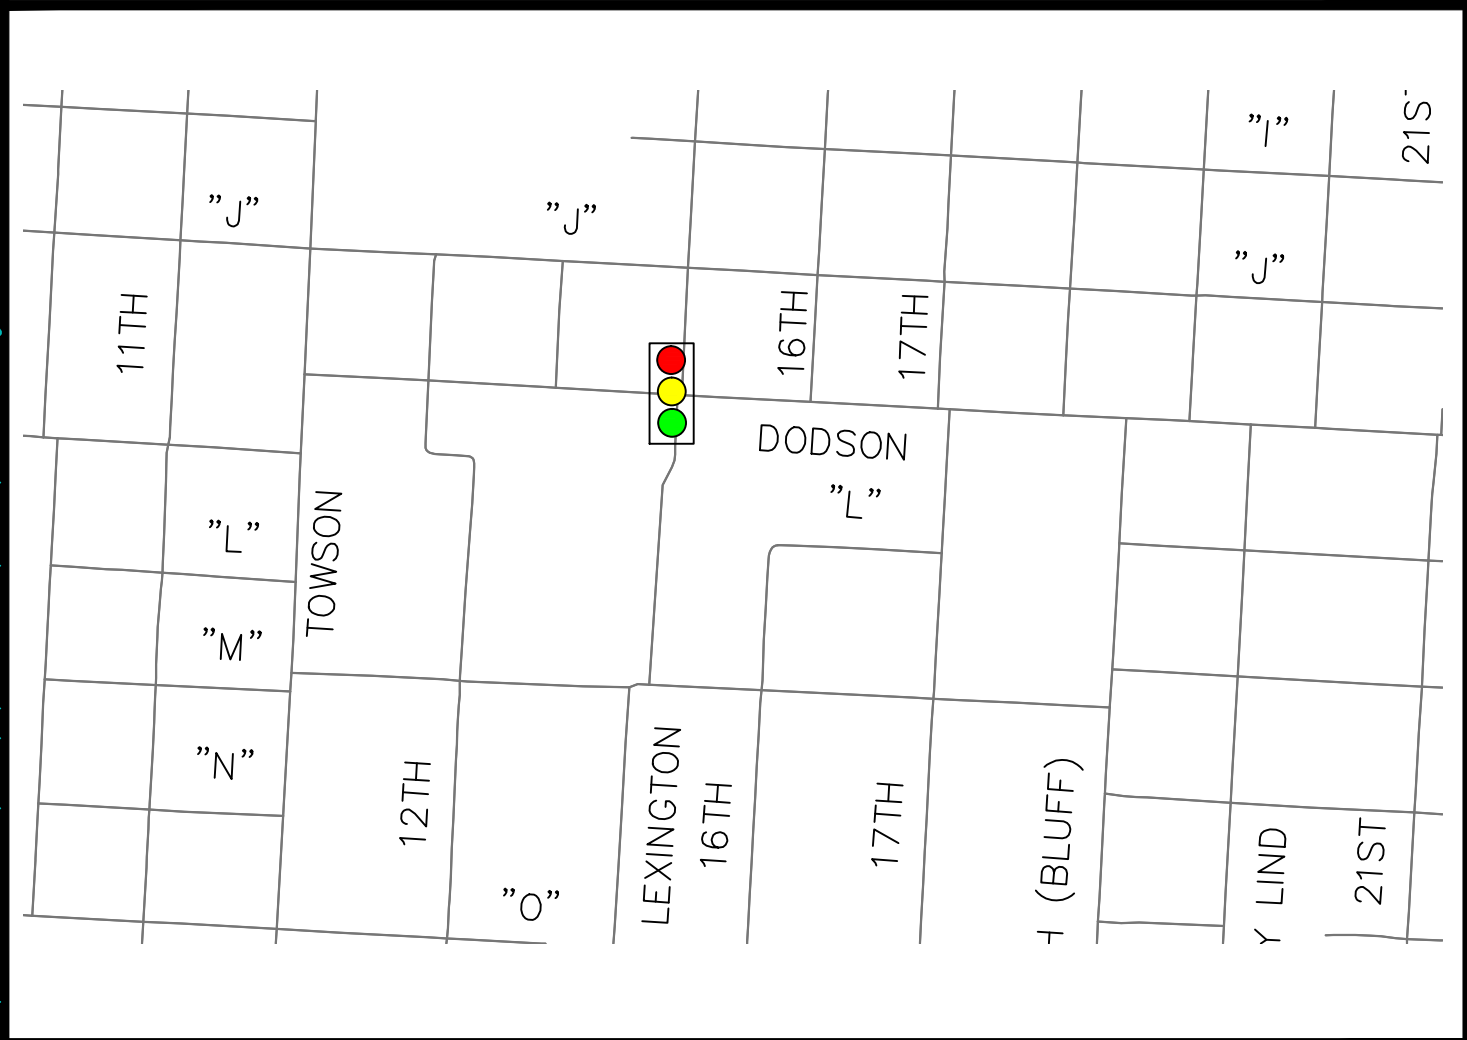 "I"
21S
"J"
"J"
"J"
11TH
16TH
17TH
DODSON
"L"
TOWSON
"L"
"M"
"N"
12TH
LEXINGTON
16TH
17TH
H (BLUFF)
Y LIND
21ST
"O"